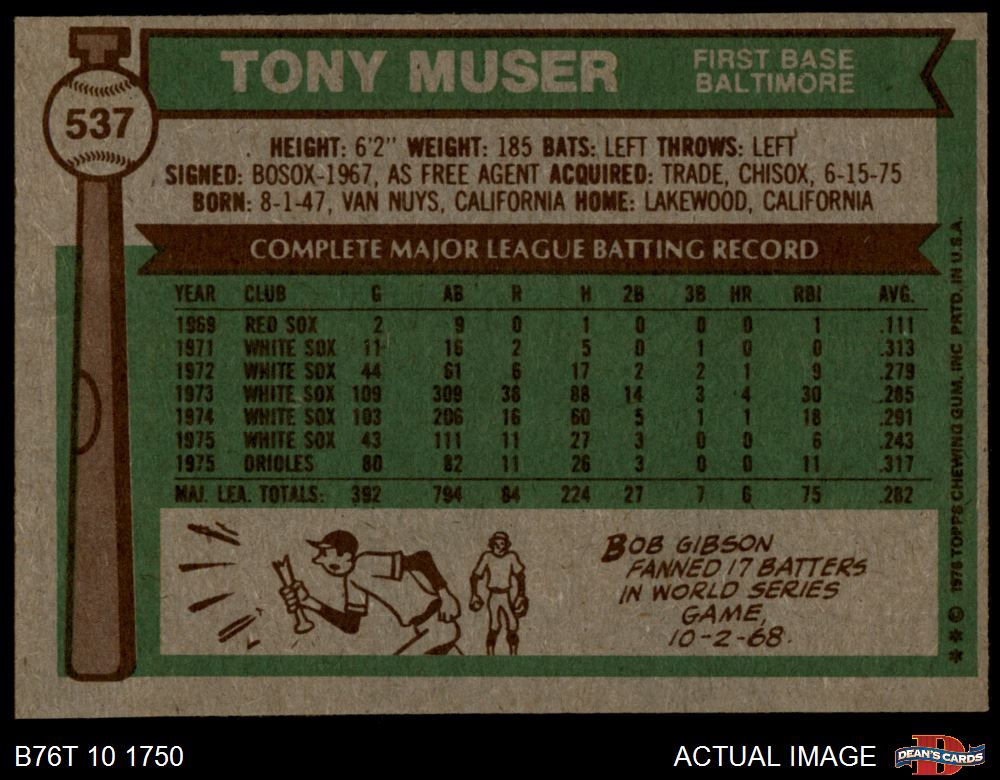 537
TONY MUSER
FIRST BASE
BALTIMORE
HEIGHT: 6'2" WEIGHT: 185 BATS: LEFT THROWS: LEFT
SIGNED: BOSOX-1967, AS FREE AGENT ACQUIRED: TRADE, CHISOX, 6-15-75
BORN: 8-1-47, VAN NUYS, CALIFORNIA HOME: LAKEWOOD, CALIFORNIA
COMPLETE MAJOR LEAGUE BATTING RECORD
YEAR CLUB G AB R H 2B 3B HR RBI AVG.
1969 RED SOX 2 9 0 1 0 0 0 1 .111
1971 WHITE SOX 11 16 2 5 0 1 0 0 .313
1972 WHITE SOX 44 61 6 17 2 2 1 9 .279
1973 WHITE SOX 109 309 38 88 14 3 4 30 .285
1974 WHITE SOX 103 206 16 60 5 1 1 18 .291
1975 WHITE SOX 43 111 11 27 3 0 0 6 .243
1975 ORIOLES 80 82 11 26 3 0 0 11 .317
MAJ. LEA. TOTALS: 392 794 84 224 27 7 6 75 .282
BOB GIBSON
FANNED 17 BATTERS
IN WORLD SERIES
GAME,
10-2-68.
** © 1976 TOPPS CHEWING GUM, INC PRTD. IN U.S.A.
B76T 10 1750
ACTUAL IMAGE
D
DEAN'S CARDS